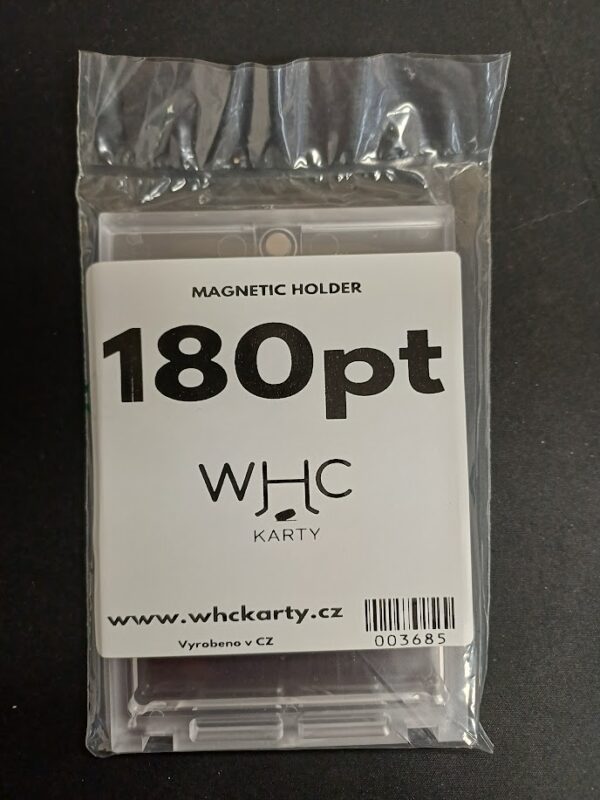 MAGNETIC HOLDER
180pt
WHC
KARTY
www.whckarty.cz
Vyrobeno v CZ
003685